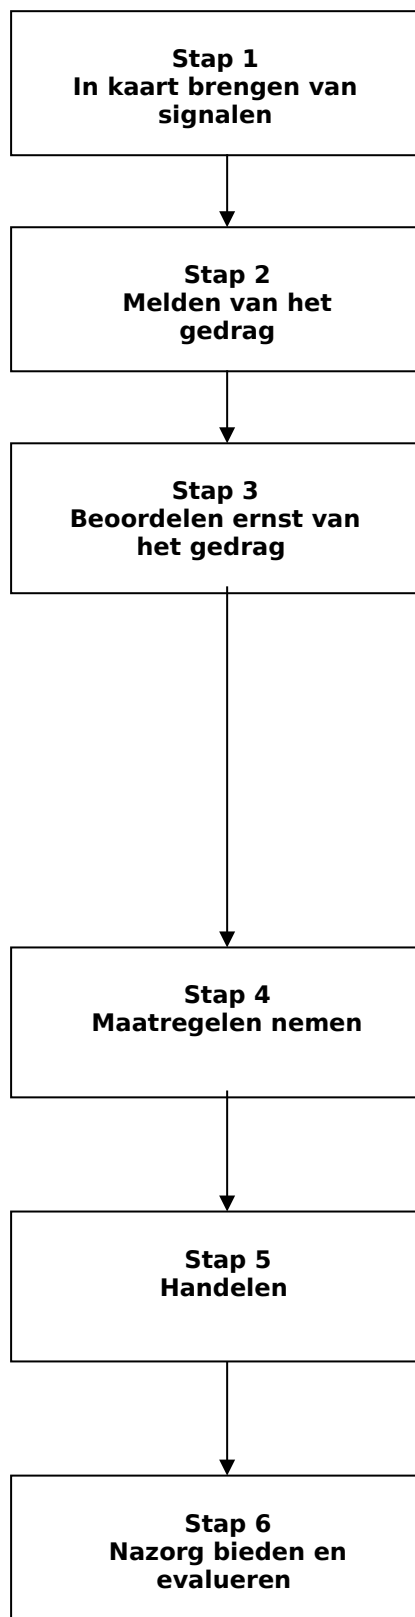 Stap 1
In kaart brengen van
signalen
Stap 2
Melden van het
gedrag
Stap 3
Beoordelen ernst van
het gedrag
Stap 4
Maatregelen nemen
Stap 5
Handelen
Stap 6
Nazorg bieden en
evalueren